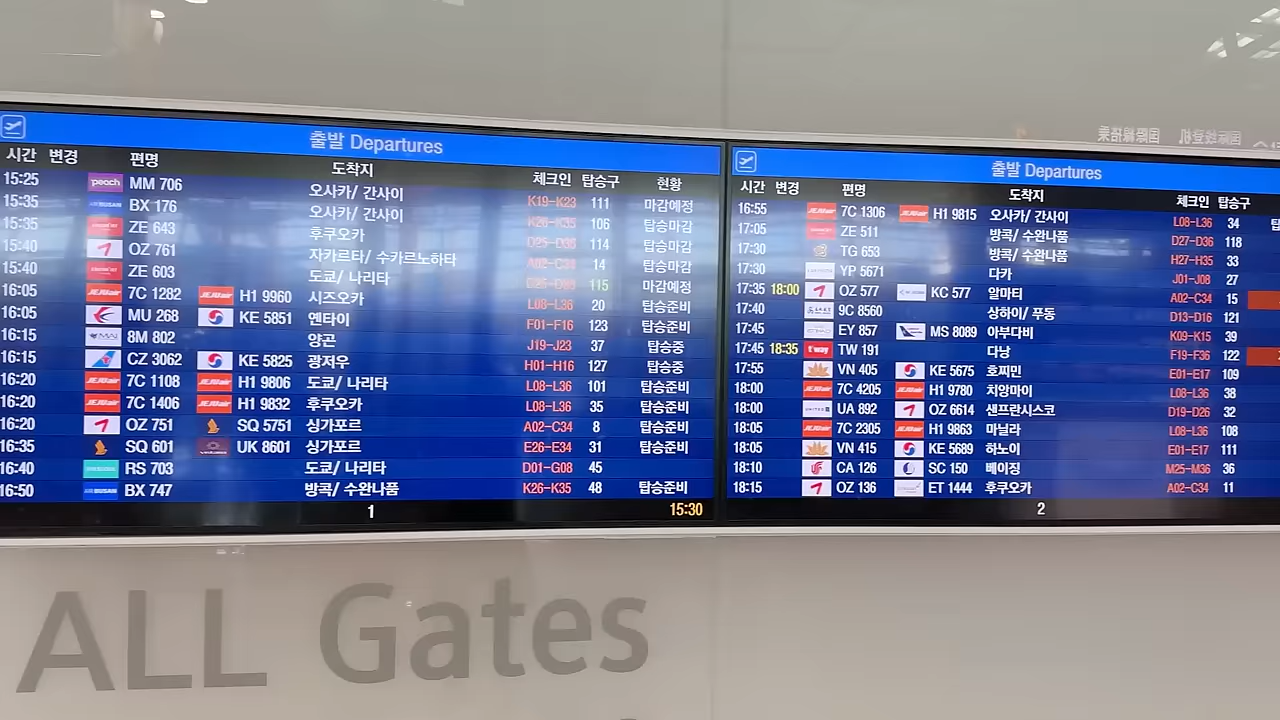 출발 Departures
시간 변경 편명 도착지 체크인 탑승구 현황
15:25 peach MM 706 오사카/ 간사이 K19-K23 111 마감예정
15:35 AIR BUSAN BX 176 오사카/ 간사이 K26-K35 106 탑승마감
15:35 ZE 643 후쿠오카 D25-D36 114 탑승마감
15:40 OZ 761 자카르타/ 수카르노하타 A02-C34 14 탑승마감
15:40 ZE 603 도쿄/ 나리타 115 마감예정
16:05 JEJUair 7C 1282 JEJUair H1 9960 시즈오카 L08-L36 20 탑승준비
16:05 MU 268 KE 5851 옌타이 F01-F16 123 탑승준비
16:15 MAI 8M 802 양곤 J19-J23 37 탑승중
16:15 CZ 3062 KE 5825 광저우 H01-H16 127 탑승중
16:20 JEJUair 7C 1108 JEJUair H1 9806 도쿄/ 나리타 L08-L36 101 탑승준비
16:20 JEJUair 7C 1406 JEJUair H1 9832 후쿠오카 L08-L36 35 탑승준비
16:20 OZ 751 SQ 5751 싱가포르 A02-C34 8 탑승준비
16:35 SQ 601 UK 8601 싱가포르 E26-E34 31 탑승준비
16:40 RS 703 도쿄/ 나리타 D01-G08 45
16:50 AIR BUSAN BX 747 방콕/ 수완나품 K26-K35 48 탑승준비
1 15:30
출발 Departures
시간 변경 편명 도착지 체크인 탑승구
16:55 JEJUair 7C 1306 JEJUair H1 9815 오사카/ 간사이 L08-L36 34
17:05 ZE 511 방콕/ 수완나품 D27-D36 118
17:30 TG 653 방콕/ 수완나품 H27-H35 33
17:30 YP 5671 다카 J01-J08 27
17:35 18:00 OZ 577 KC 577 알마티 A02-C34 15
17:40 9C 8560 상하이/ 푸동 D13-D16 121
17:45 ETIHAD EY 857 MS 8089 아부다비 K09-K15 39
17:45 18:35 t'way TW 191 다낭 F19-F36 122
17:55 VN 405 KE 5675 호찌민 E01-E17 109
18:00 JEJUair 7C 4205 JEJUair H1 9780 치앙마이 L08-L36 38
18:00 UNITED UA 892 OZ 6614 샌프란시스코 D19-D26 32
18:05 JEJUair 7C 2305 JEJUair H1 9863 마닐라 L08-L36 108
18:05 VN 415 KE 5689 하노이 E01-E17 111
18:10 CA 126 SC 150 베이징 M25-M36 36
18:15 OZ 136 ET 1444 후쿠오카 A02-C34 11
2
ALL Gates